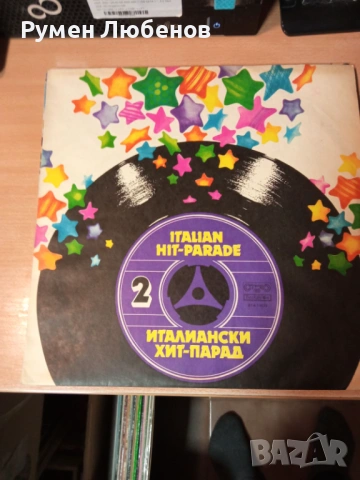 Румен Любенов
ITALIAN
HIT-PARADE
2
ИТАЛИАНСКИ
ХИТ-ПАРАД
BAZAR